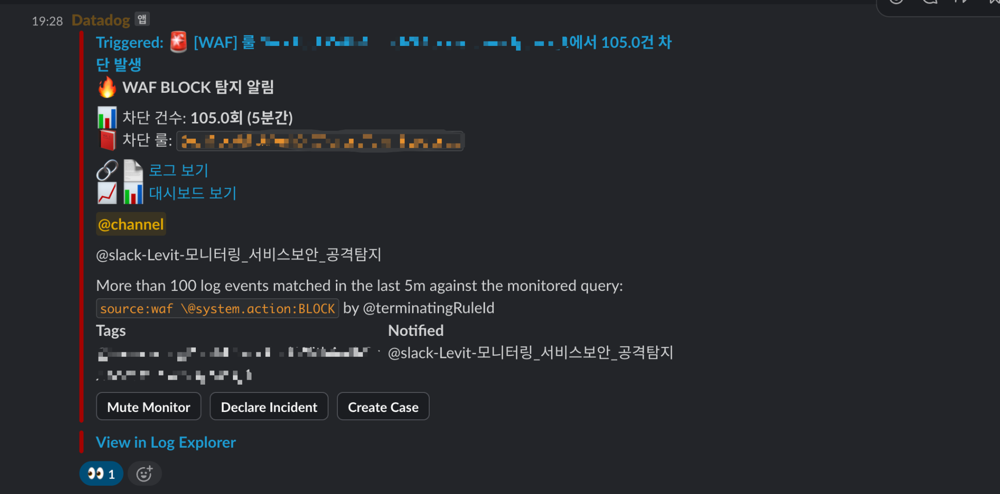 19:28 Datadog 앱
Triggered: [WAF] 룰 에서 105.0건 차
단 발생
WAF BLOCK 탐지 알림
차단 건수: 105.0회 (5분간)
차단 룰:
로그 보기
대시보드 보기
@channel
@slack-Levit-모니터링_서비스보안_공격탐지
More than 100 log events matched in the last 5m against the monitored query:
source:waf \@system.action:BLOCK by @terminatingRuleId
Tags Notified
@slack-Levit-모니터링_서비스보안_공격탐지
Mute Monitor Declare Incident Create Case
View in Log Explorer
1